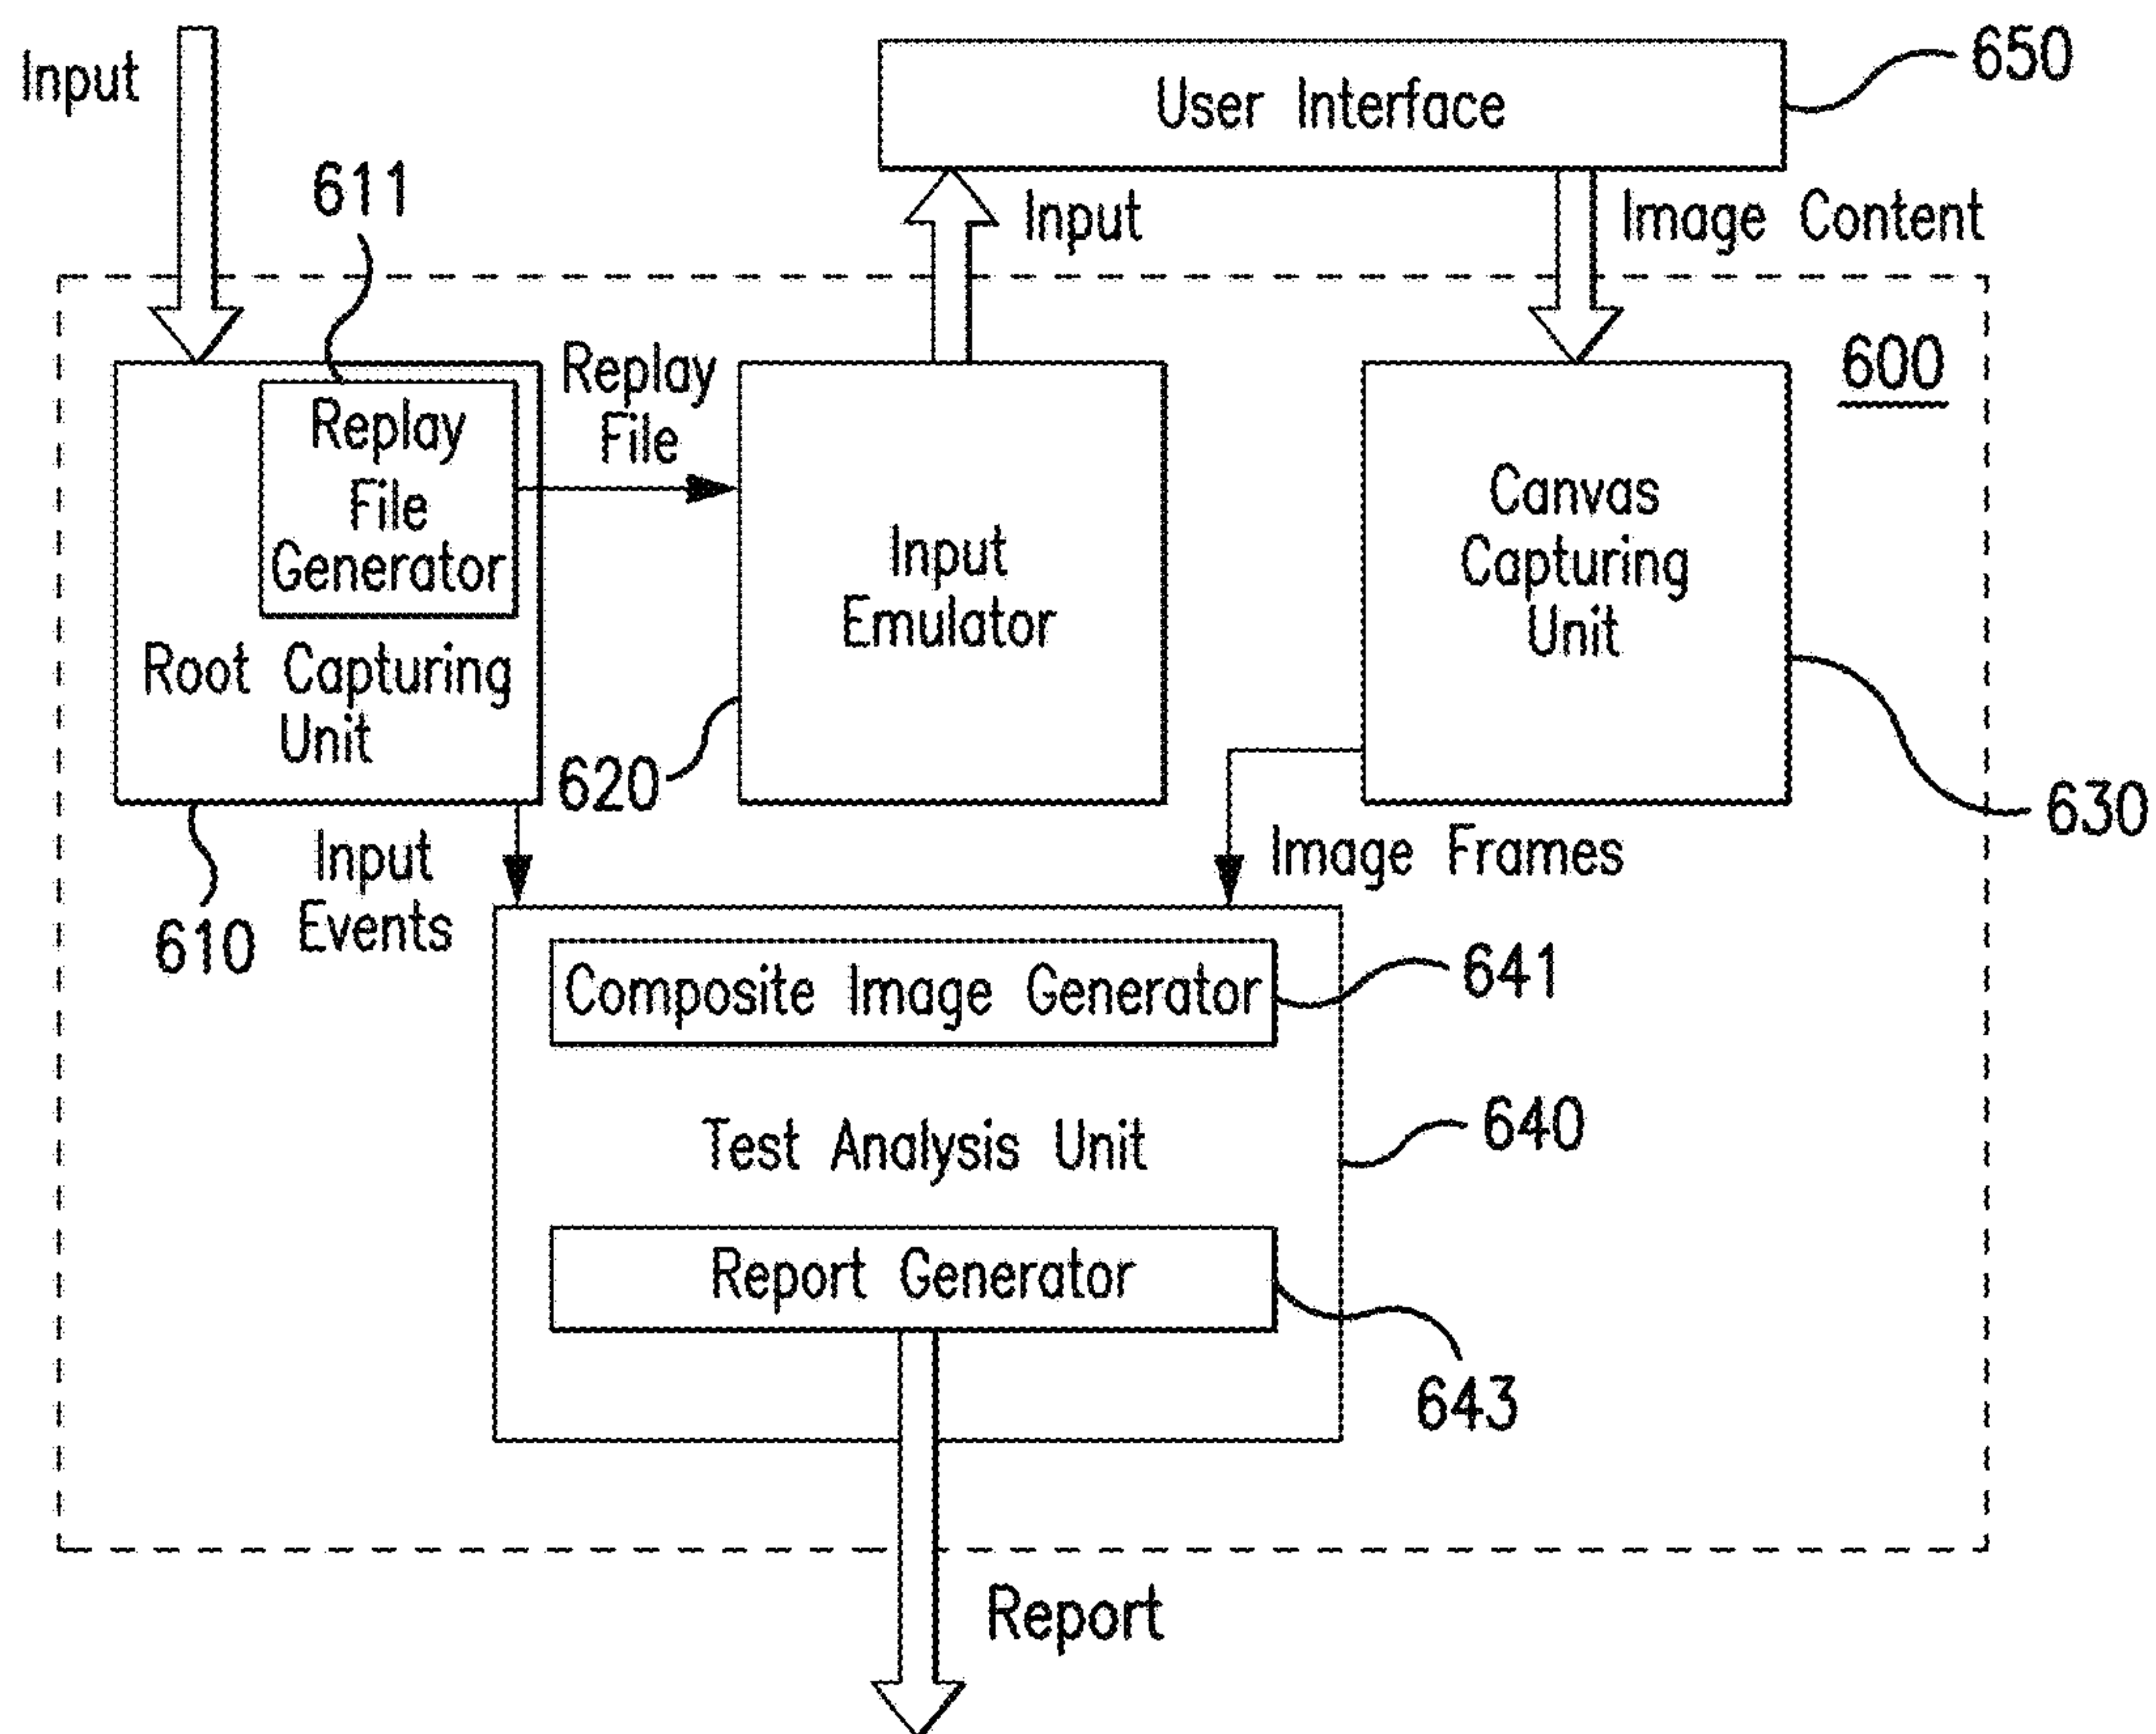 Input
User Interface
650
611
Input
Image Content
600
Replay
File
Generator
Replay
File
Root Capturing
Unit
Input
Emulator
Canvas
Capturing
Unit
620
630
610
Input
Events
Image Frames
Composite Image Generator
641
Test Analysis Unit
640
Report Generator
643
Report